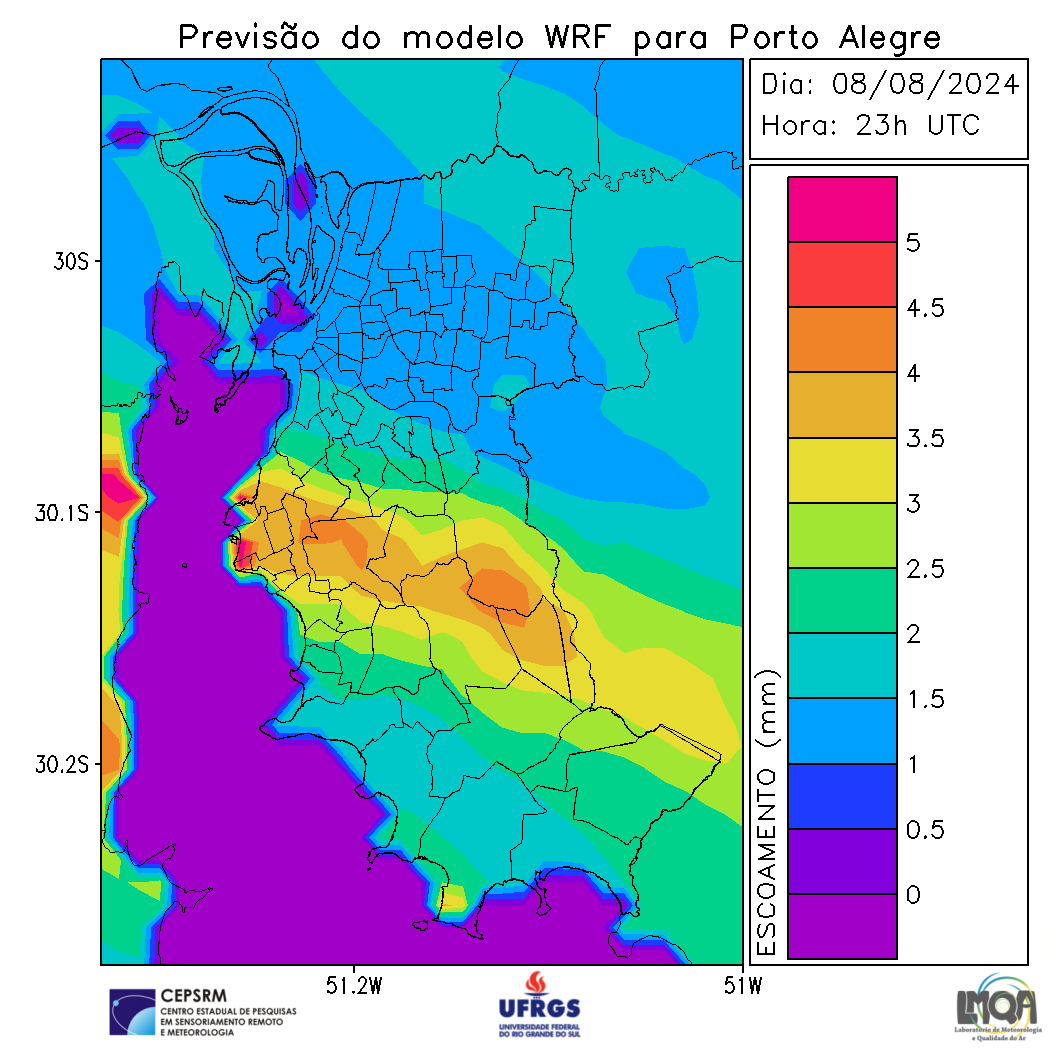 Previsão do modelo WRF para Porto Alegre
Dia: 08/08/2024
Hora: 23h UTC
30S
30.1S
30.2S
51.2W
51W
ESCOAMENTO (mm)
5
4.5
4
3.5
3
2.5
2
1.5
1
0.5
0
CEPSRM
CENTRO ESTADUAL DE PESQUISAS
EM SENSORIAMENTO REMOTO
E METEOROLOGIA
UFRGS
UNIVERSIDADE FEDERAL
DO RIO GRANDE DO SUL
LMQA
Laboratório de Meteorologia
e Qualidade do Ar